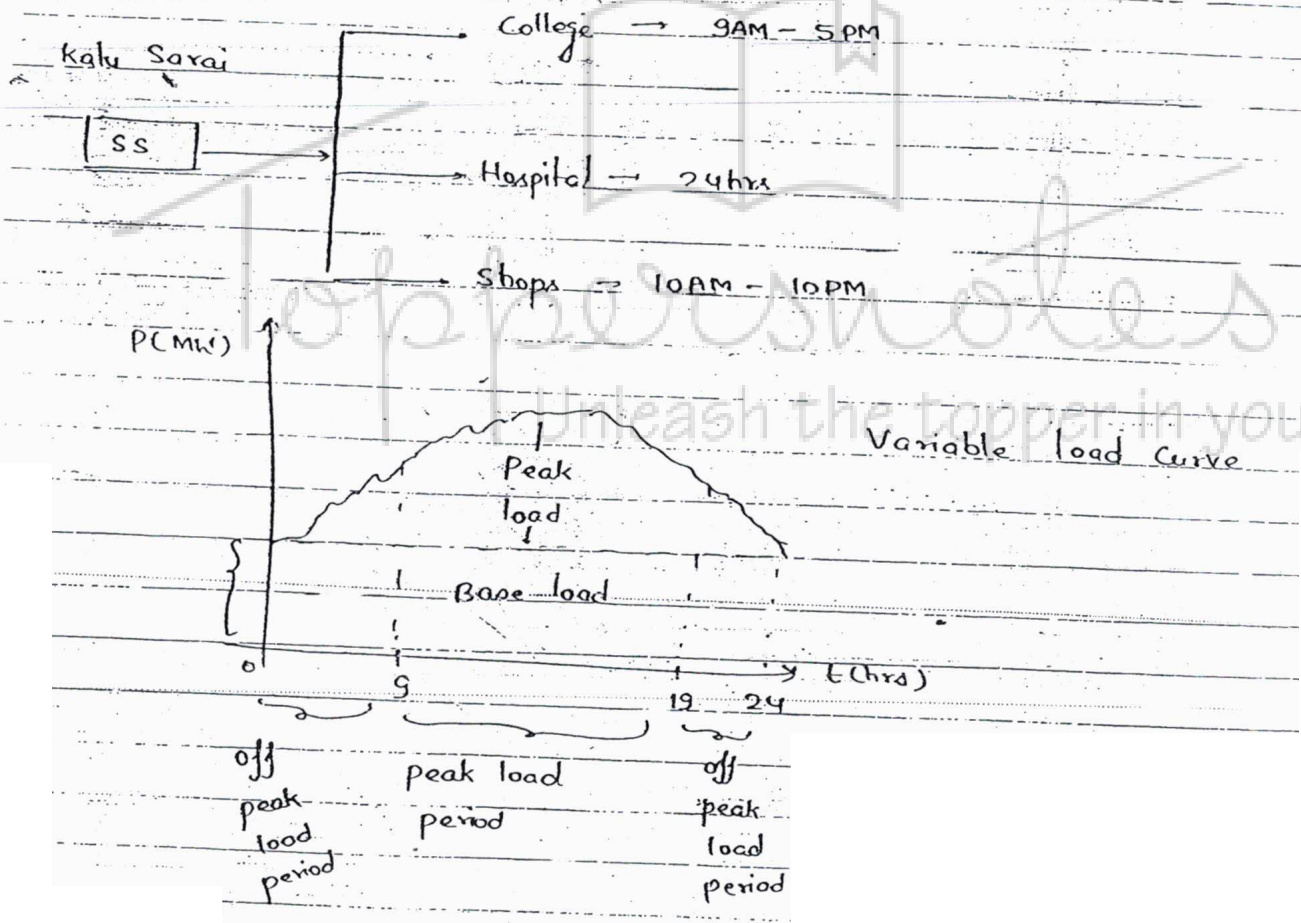 College → 9AM - 5PM
Kalu Sarai
SS
Hospital → 24hrs
Shops → 10AM - 10PM
Toppersnotes
Unleash the topper in you
P(MW)
Variable load curve
Peak
load
Base load
0
9
19
24
t(hrs)
off
peak
load
period
peak load
period
off
peak
load
period